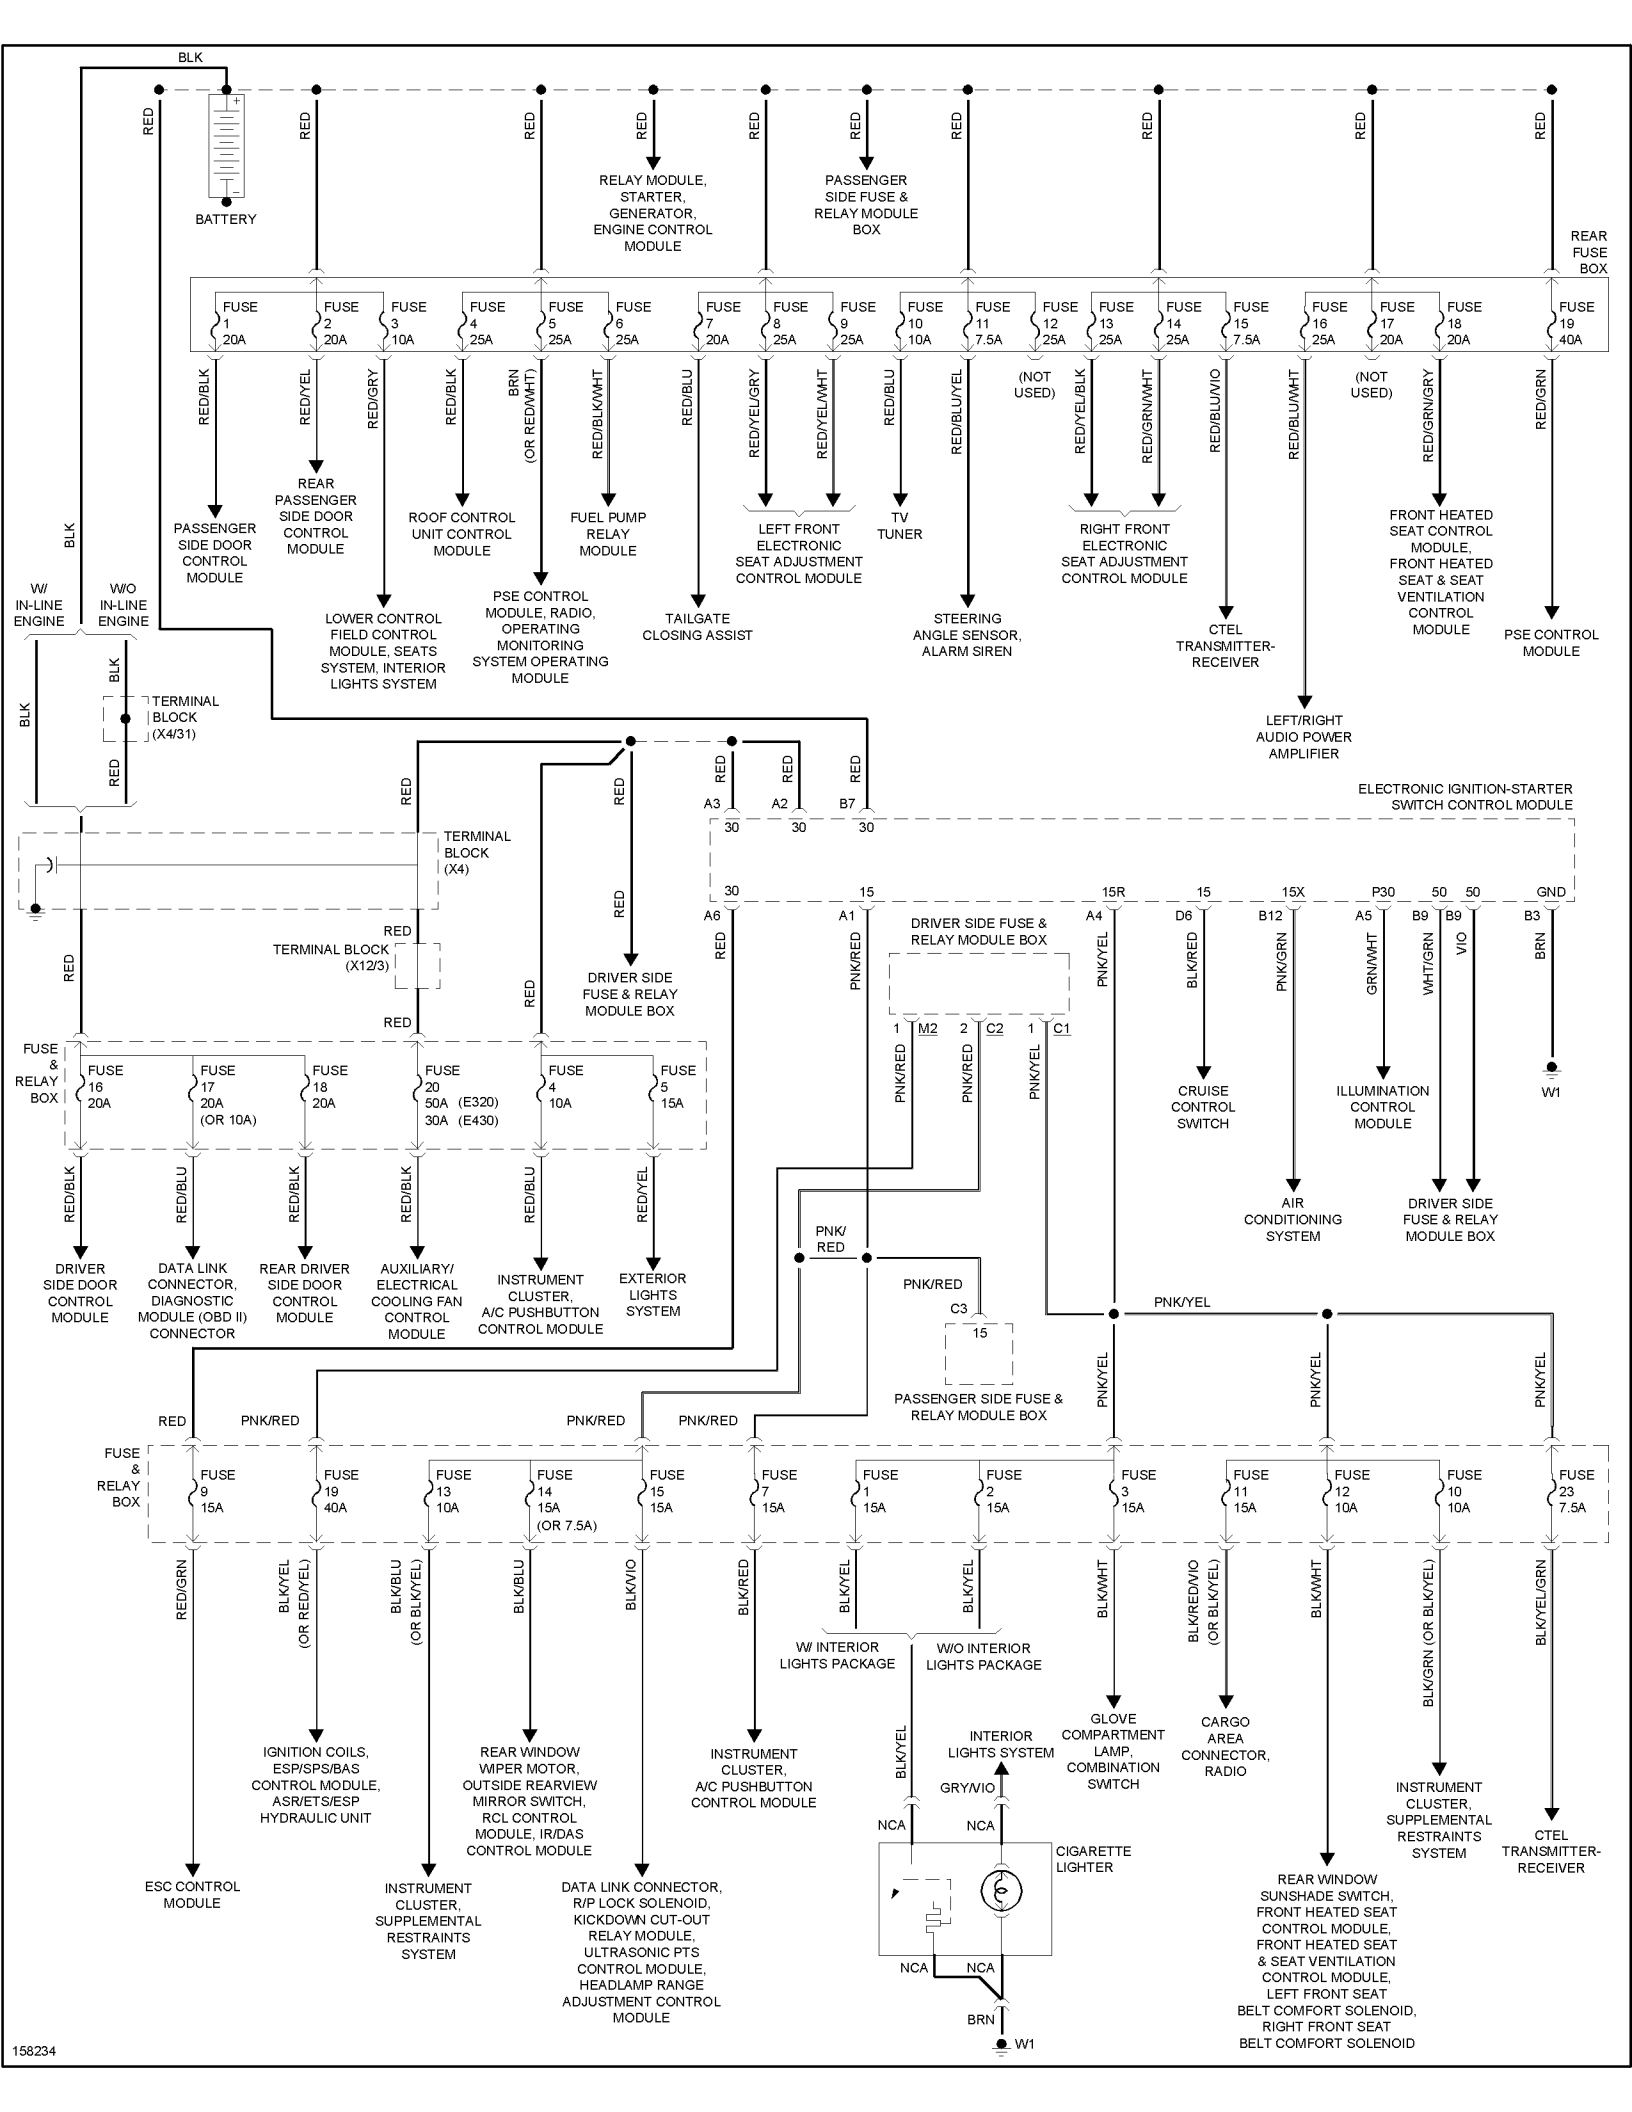 BLK
RED
RED
RED
RED
RED
RED
RED
RED
RED
RED
+
-
BATTERY
RELAY MODULE,
STARTER,
GENERATOR,
ENGINE CONTROL
MODULE
PASSENGER
SIDE FUSE &
RELAY MODULE
BOX
REAR
FUSE
BOX
FUSE
1
20A
FUSE
2
20A
FUSE
3
10A
FUSE
4
25A
FUSE
5
25A
FUSE
6
25A
FUSE
7
20A
FUSE
8
25A
FUSE
9
25A
FUSE
10
10A
FUSE
11
7.5A
FUSE
12
25A
FUSE
13
25A
FUSE
14
25A
FUSE
15
7.5A
FUSE
16
25A
FUSE
17
20A
FUSE
18
20A
FUSE
19
40A
RED/BLK
RED/YEL
RED/GRY
RED/BLK
BRN
(OR RED/WHT)
RED/BLK/WHT
RED/BLU
RED/YEL/GRY
RED/YEL/WHT
RED/BLU
RED/BLU/YEL
(NOT
USED)
RED/YEL/BLK
RED/GRN/WHT
RED/BLU/VIO
RED/BLU/WHT
(NOT
USED)
RED/GRN/GRY
RED/GRN
PASSENGER
SIDE DOOR
CONTROL
MODULE
REAR
PASSENGER
SIDE DOOR
CONTROL
MODULE
LOWER CONTROL
FIELD CONTROL
MODULE, SEATS
SYSTEM, INTERIOR
LIGHTS SYSTEM
ROOF CONTROL
UNIT CONTROL
MODULE
PSE CONTROL
MODULE, RADIO,
OPERATING
MONITORING
SYSTEM OPERATING
MODULE
FUEL PUMP
RELAY
MODULE
TAILGATE
CLOSING ASSIST
LEFT FRONT
ELECTRONIC
SEAT ADJUSTMENT
CONTROL MODULE
TV
TUNER
STEERING
ANGLE SENSOR,
ALARM SIREN
RIGHT FRONT
ELECTRONIC
SEAT ADJUSTMENT
CONTROL MODULE
CTEL
TRANSMITTER-
RECEIVER
LEFT/RIGHT
AUDIO POWER
AMPLIFIER
FRONT HEATED
SEAT CONTROL
MODULE,
FRONT HEATED
SEAT & SEAT
VENTILATION
CONTROL
MODULE
PSE CONTROL
MODULE
BLK
W/
IN-LINE
ENGINE
W/O
IN-LINE
ENGINE
BLK
BLK
TERMINAL
BLOCK
(X4/31)
RED
RED
RED
RED
RED
RED
A3
A2
B7
30
30
30
ELECTRONIC IGNITION-STARTER
SWITCH CONTROL MODULE
TERMINAL
BLOCK
(X4)
30
15
15R
15
15X
P30
50
50
GND
A6
A1
A4
D6
B12
A5
B9
B9
B3
RED
PNK/RED
PNK/YEL
BLK/RED
PNK/GRN
GRN/WHT
WHT/GRN
VIO
BRN
RED
RED
TERMINAL BLOCK
(X12/3)
RED
RED
RED
DRIVER SIDE
FUSE & RELAY
MODULE BOX
DRIVER SIDE FUSE &
RELAY MODULE BOX
1
M2
2
C2
1
C1
PNK/RED
PNK/RED
PNK/YEL
CRUISE
CONTROL
SWITCH
AIR
CONDITIONING
SYSTEM
ILLUMINATION
CONTROL
MODULE
DRIVER SIDE
FUSE & RELAY
MODULE BOX
W1
FUSE
&
RELAY
BOX
FUSE
16
20A
FUSE
17
20A
(OR 10A)
FUSE
18
20A
FUSE
20
50A (E320)
30A (E430)
FUSE
4
10A
FUSE
5
15A
RED/BLK
RED/BLU
RED/BLK
RED/BLK
RED/BLU
RED/YEL
DRIVER
SIDE DOOR
CONTROL
MODULE
DATA LINK
CONNECTOR,
DIAGNOSTIC
MODULE (OBD II)
CONNECTOR
REAR DRIVER
SIDE DOOR
CONTROL
MODULE
AUXILIARY/
ELECTRICAL
COOLING FAN
CONTROL
MODULE
INSTRUMENT
CLUSTER,
A/C PUSHBUTTON
CONTROL MODULE
EXTERIOR
LIGHTS
SYSTEM
PNK/
RED
PNK/RED
C3
15
PASSENGER SIDE FUSE &
RELAY MODULE BOX
PNK/YEL
PNK/YEL
PNK/YEL
PNK/YEL
RED
PNK/RED
PNK/RED
PNK/RED
FUSE
&
RELAY
BOX
FUSE
9
15A
FUSE
19
40A
FUSE
13
10A
FUSE
14
15A
(OR 7.5A)
FUSE
15
15A
FUSE
7
15A
FUSE
1
15A
FUSE
2
15A
FUSE
3
15A
FUSE
11
15A
FUSE
12
10A
FUSE
10
10A
FUSE
23
7.5A
RED/GRN
BLK/YEL
(OR RED/YEL)
BLK/BLU
(OR BLK/YEL)
BLK/BLU
BLK/VIO
BLK/RED
BLK/YEL
BLK/YEL
BLK/WHT
BLK/RED/VIO
(OR BLK/YEL)
BLK/WHT
BLK/GRN (OR BLK/YEL)
BLK/YEL/GRN
W/ INTERIOR
LIGHTS PACKAGE
W/O INTERIOR
LIGHTS PACKAGE
ESC CONTROL
MODULE
IGNITION COILS,
ESP/SPS/BAS
CONTROL MODULE,
ASR/ETS/ESP
HYDRAULIC UNIT
INSTRUMENT
CLUSTER,
SUPPLEMENTAL
RESTRAINTS
SYSTEM
REAR WINDOW
WIPER MOTOR,
OUTSIDE REARVIEW
MIRROR SWITCH,
RCL CONTROL
MODULE, IR/DAS
CONTROL MODULE
DATA LINK CONNECTOR,
R/P LOCK SOLENOID,
KICKDOWN CUT-OUT
RELAY MODULE,
ULTRASONIC PTS
CONTROL MODULE,
HEADLAMP RANGE
ADJUSTMENT CONTROL
MODULE
INSTRUMENT
CLUSTER,
A/C PUSHBUTTON
CONTROL MODULE
BLK/YEL
INTERIOR
LIGHTS SYSTEM
GRY/VIO
NCA
NCA
CIGARETTE
LIGHTER
NCA
NCA
BRN
W1
GLOVE
COMPARTMENT
LAMP,
COMBINATION
SWITCH
CARGO
AREA
CONNECTOR,
RADIO
REAR WINDOW
SUNSHADE SWITCH,
FRONT HEATED SEAT
CONTROL MODULE,
FRONT HEATED SEAT
& SEAT VENTILATION
CONTROL MODULE,
LEFT FRONT SEAT
BELT COMFORT SOLENOID,
RIGHT FRONT SEAT
BELT COMFORT SOLENOID
INSTRUMENT
CLUSTER,
SUPPLEMENTAL
RESTRAINTS
SYSTEM
CTEL
TRANSMITTER-
RECEIVER
158234